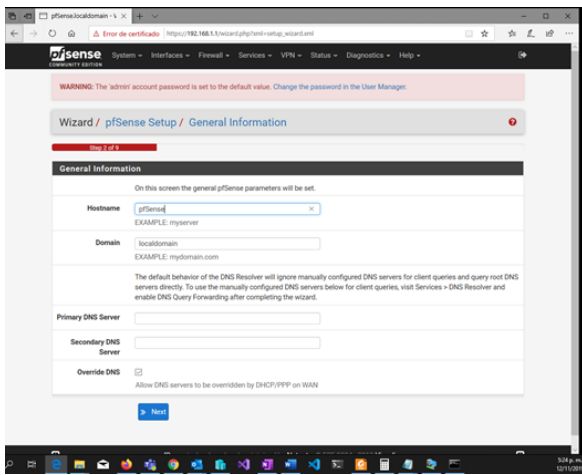 pfSense.localdomain - V
Error de certificado https://192.168.1.1/wizard.php?xml=setup_wizard.xml
pfsense System Interfaces Firewall Services VPN Status Diagnostics Help
COMMUNITY EDITION
WARNING: The 'admin' account password is set to the default value. Change the password in the User Manager.
Wizard / pfSense Setup / General Information
Step 2 of 9
General Information
On this screen the general pfSense parameters will be set.
Hostname pfSense
EXAMPLE: myserver
Domain localdomain
EXAMPLE: mydomain.com
The default behavior of the DNS Resolver will ignore manually configured DNS servers for client queries and query root DNS
servers directly. To use the manually configured DNS servers below for client queries, visit Services > DNS Resolver and
enable DNS Query Forwarding after completing the wizard.
Primary DNS Server
Secondary DNS
Server
Override DNS
Allow DNS servers to be overridden by DHCP/PPP on WAN
Next
5:24 p. m.